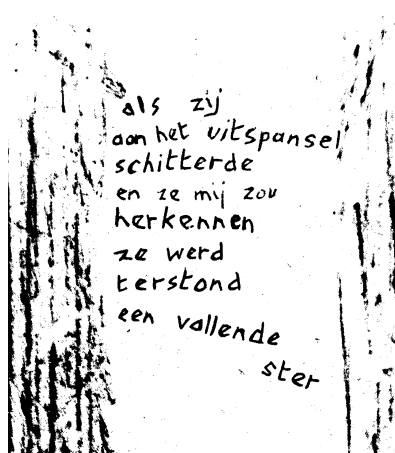 als zij
aan het uitspansel
schitterde
en ze mij zou
herkennen
ze werd
terstond
een vallende
ster